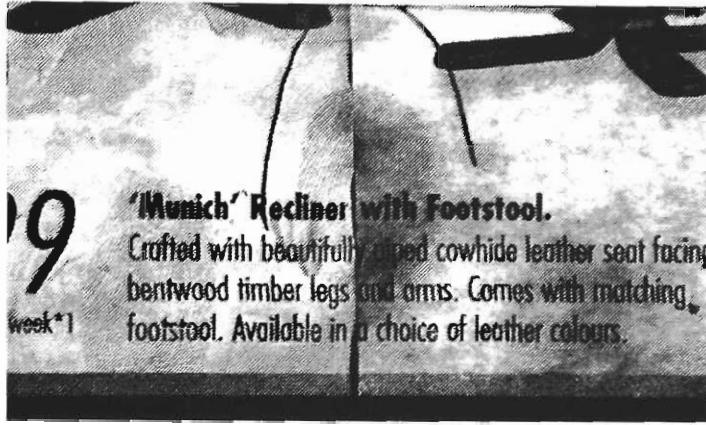 99
'Munich' Recliner with Footstool.
Crafted with beautifully piped cowhide leather seat facing
bentwood timber legs and arms. Comes with matching
week*1
footstool. Available in a choice of leather colours.